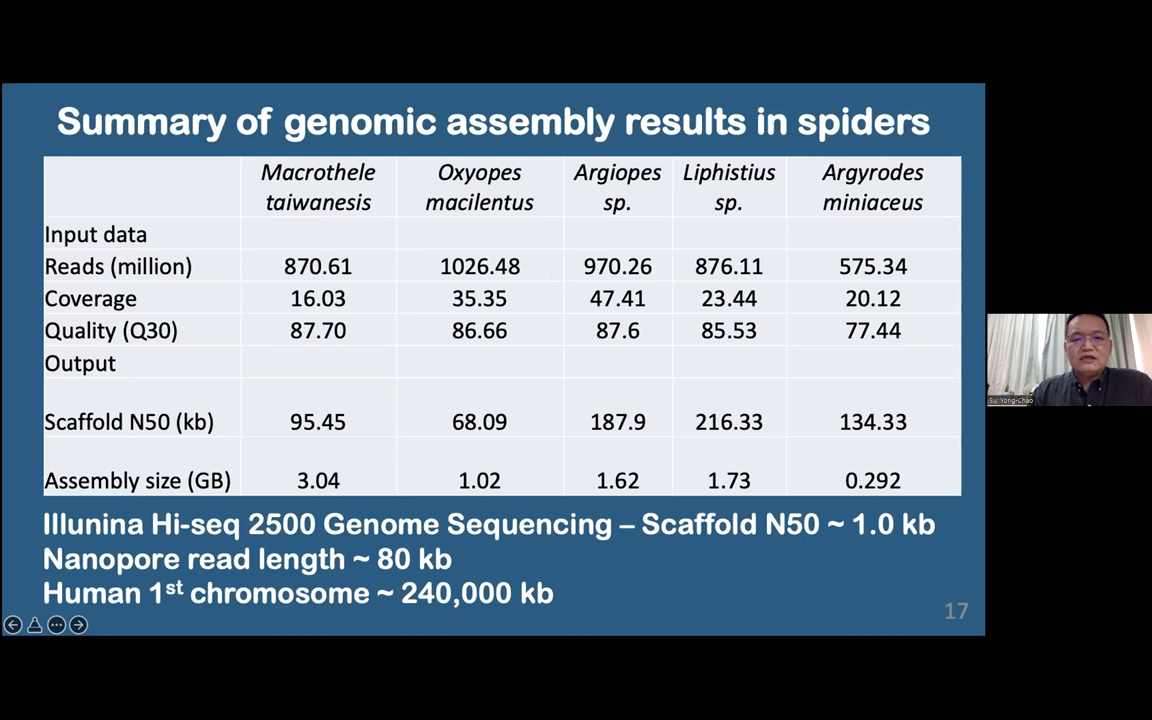 Summary of genomic assembly results in spiders
Macrothele Oxyopes Argiopes Liphistius Argyrodes
taiwanesis macilentus sp. sp. miniaceus
Input data
Reads (million) 870.61 1026.48 970.26 876.11 575.34
Coverage 16.03 35.35 47.41 23.44 20.12
Quality (Q30) 87.70 86.66 87.6 85.53 77.44
Output
Scaffold N50 (kb) 95.45 68.09 187.9 216.33 134.33
Assembly size (GB) 3.04 1.02 1.62 1.73 0.292
Illunina Hi-seq 2500 Genome Sequencing – Scaffold N50 ~ 1.0 kb
Nanopore read length ~ 80 kb
Human 1st chromosome ~ 240,000 kb
17
Su Yong-Chao